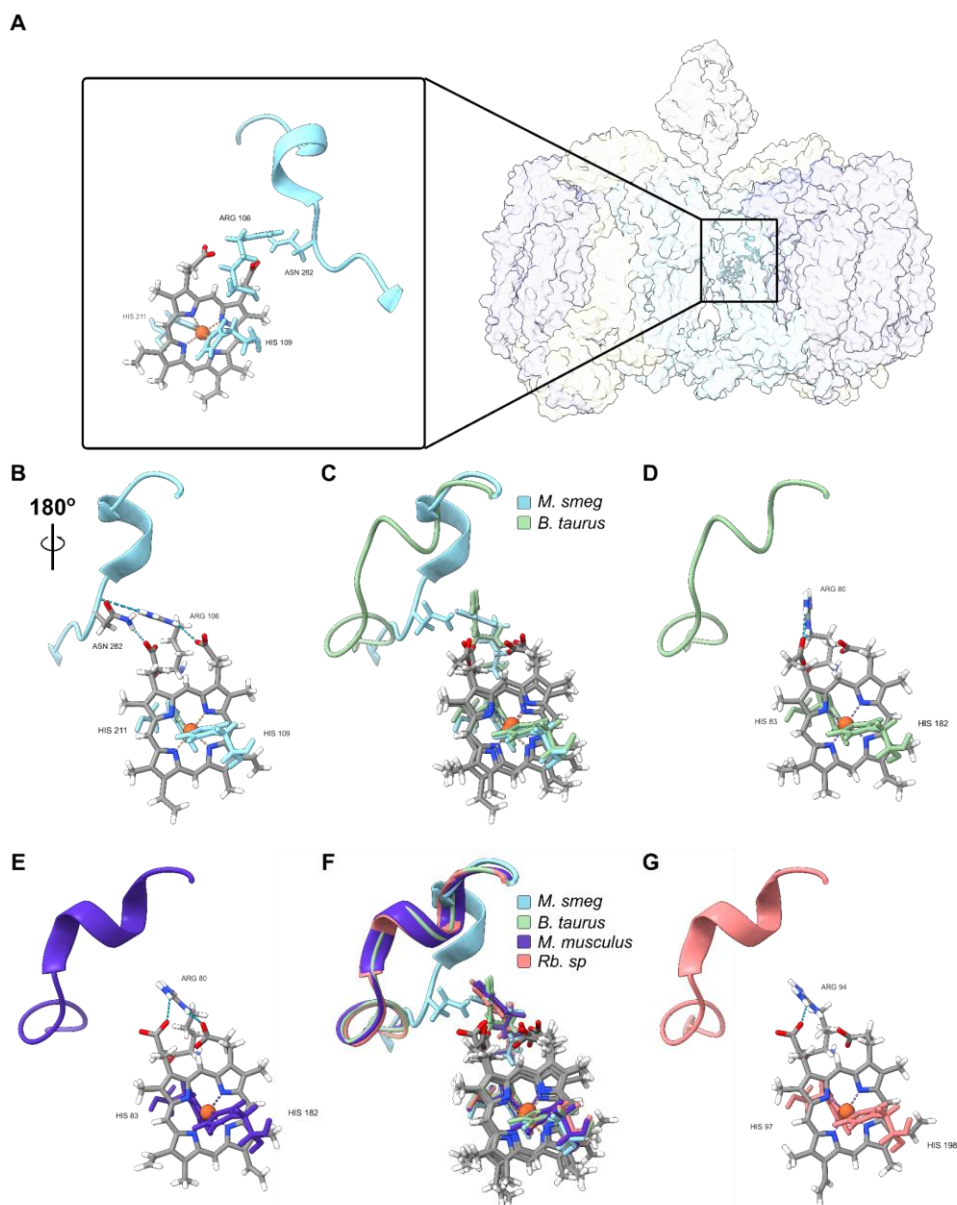 A
ARG 106
ASN 282
HIS 211
HIS 109
B
180º
ARG 106
ASN 282
HIS 211
HIS 109
C
M. smeg
B. taurus
D
ARG 80
HIS 83
HIS 182
E
ARG 80
HIS 83
HIS 182
F
M. smeg
B. taurus
M. musculus
Rb. sp
G
ARG 94
HIS 97
HIS 198